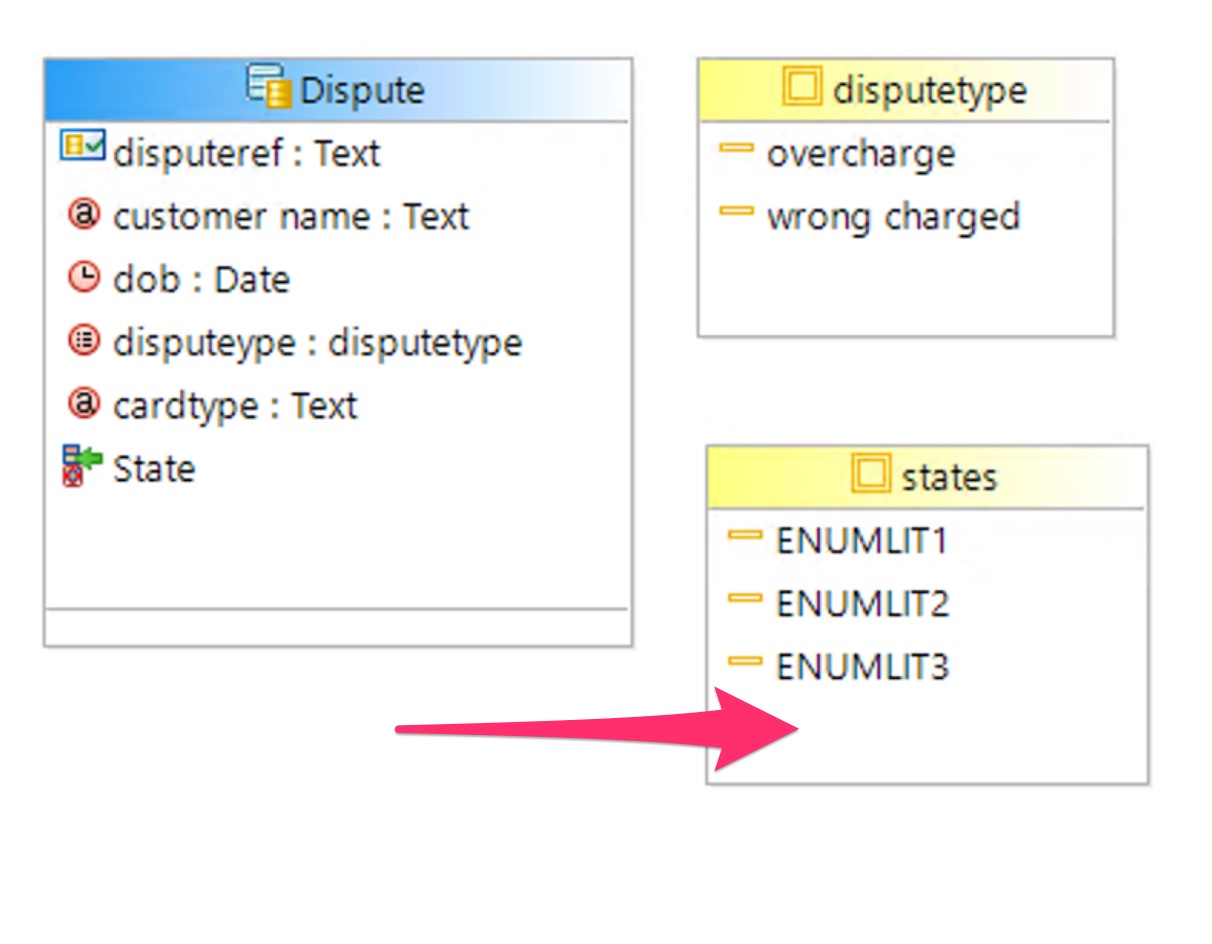 Dispute
disputeref : Text
customer name : Text
dob : Date
disputeype : disputetype
cardtype : Text
State
disputetype
overcharge
wrong charged
states
ENUMLIT1
ENUMLIT2
ENUMLIT3